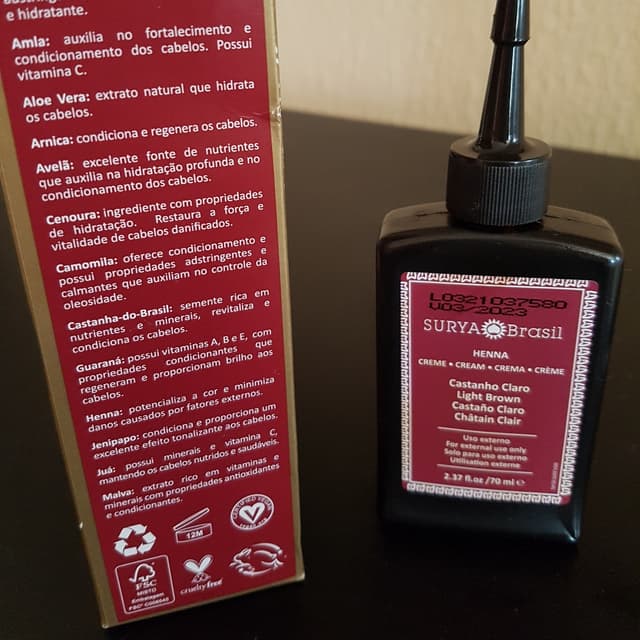 e hidratante.
Amla: auxilia no fortalecimento e
condicionamento dos cabelos. Possui
vitamina C.
Aloe Vera: extrato natural que hidrata
os cabelos.
Arnica: condiciona e regenera os cabelos.
Avelã: excelente fonte de nutrientes
que auxilia na hidratação profunda e no
condicionamento dos cabelos.
Cenoura: ingrediente com propriedades
de hidratação. Restaura a força e
vitalidade de cabelos danificados.
Camomila: oferece condicionamento e
possui propriedades adstringentes e
calmantes que auxiliam no controle da
oleosidade.
Castanha-do-Brasil: semente rica em
nutrientes e minerais, revitaliza e
condiciona os cabelos.
Guaraná: possui vitaminas A, B e E, com
propriedades condicionantes que
regeneram e proporcionam brilho aos
cabelos.
Henna: potencializa a cor e minimiza
danos causados por fatores externos.
Jenipapo: condiciona e proporciona um
excelente efeito tonalizante aos cabelos.
Juá: possui minerais e vitamina C,
mantendo os cabelos nutridos e saudáveis.
Malva: extrato rico em vitaminas e
minerais com propriedades antioxidantes
e condicionantes.
12M
CERTIFIED VEGAN
FSC
MISTO
Embalagem
crueltyfree
L0321037580
V03/2023
SURYA Brasil
HENNA
CREME • CREAM • CREMA • CRÈME
Castanho Claro
Light Brown
Castaño Claro
Châtain Clair
Uso externo
For external use only
Solo para uso externo
Utilisation externe
2.37 fl.oz/70 ml e